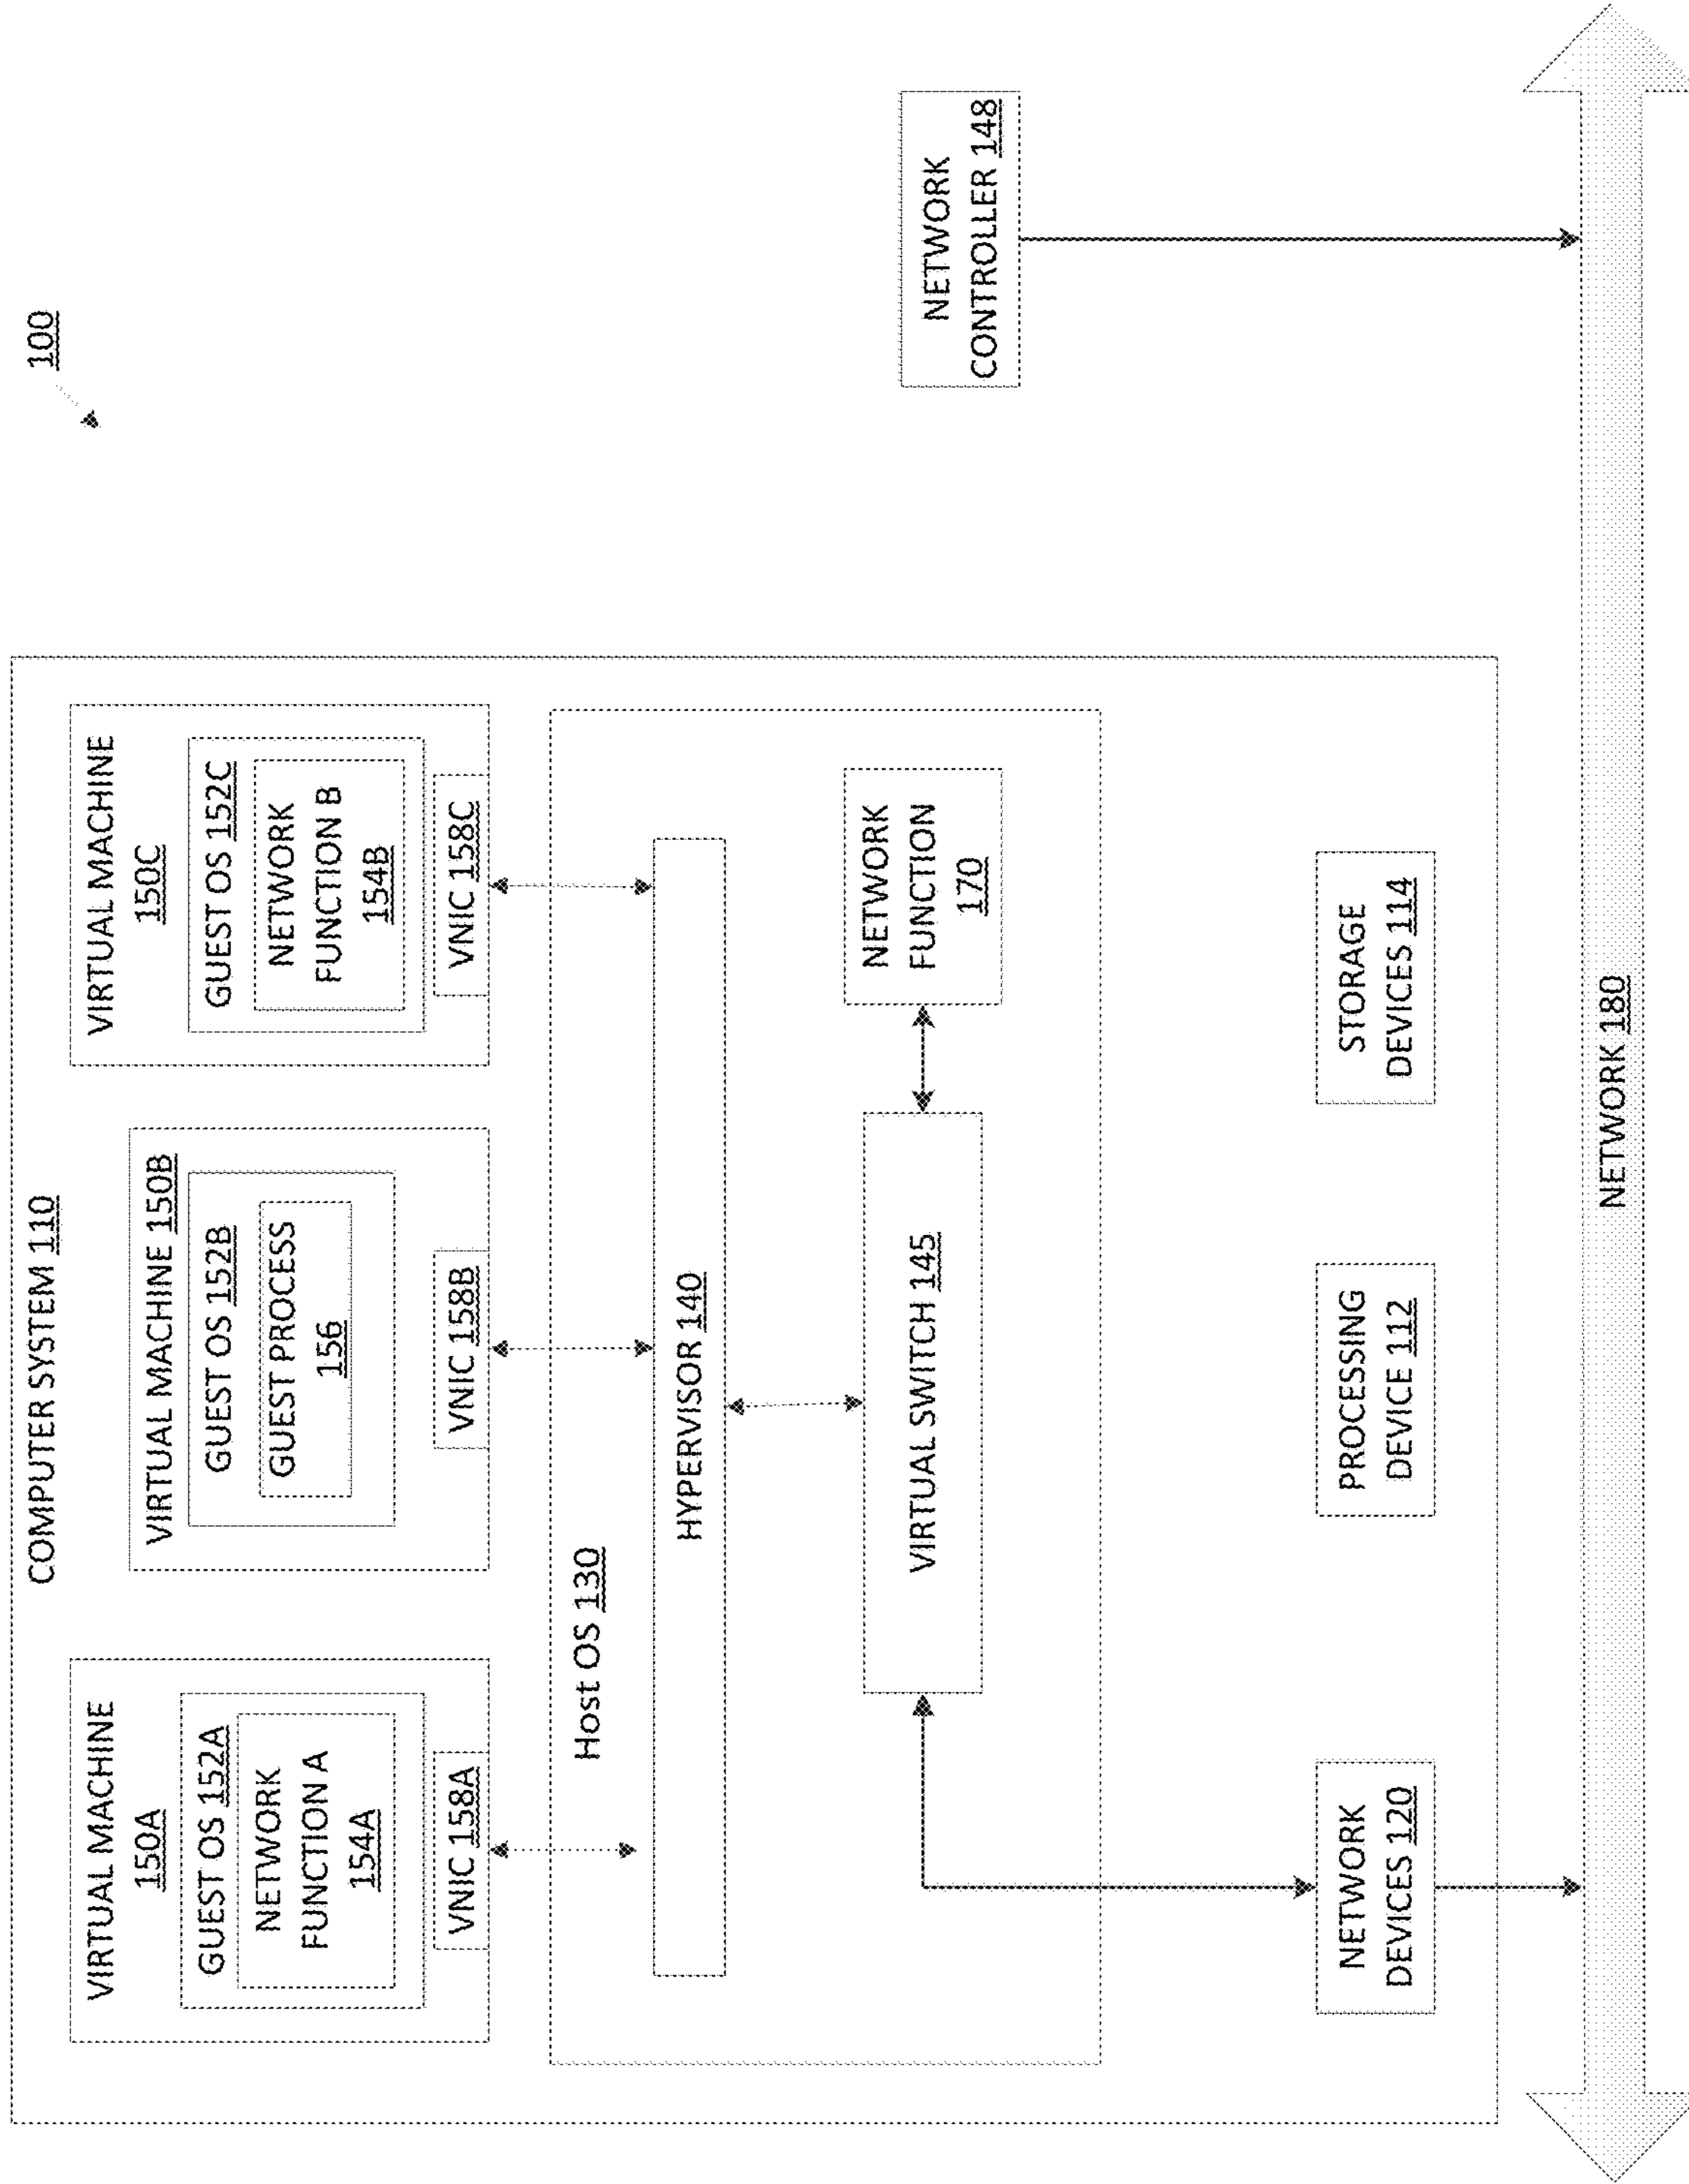 100
COMPUTER SYSTEM 110
VIRTUAL MACHINE
150A
GUEST OS 152A
NETWORK
FUNCTION A
154A
VNIC 158A
VIRTUAL MACHINE 150B
GUEST OS 152B
GUEST PROCESS
156
VNIC 158B
VIRTUAL MACHINE
150C
GUEST OS 152C
NETWORK
FUNCTION B
154B
VNIC 158C
Host OS 130
HYPERVISOR 140
VIRTUAL SWITCH 145
NETWORK
FUNCTION
170
NETWORK
CONTROLLER 148
NETWORK
DEVICES 120
PROCESSING
DEVICE 112
STORAGE
DEVICES 114
NETWORK 180